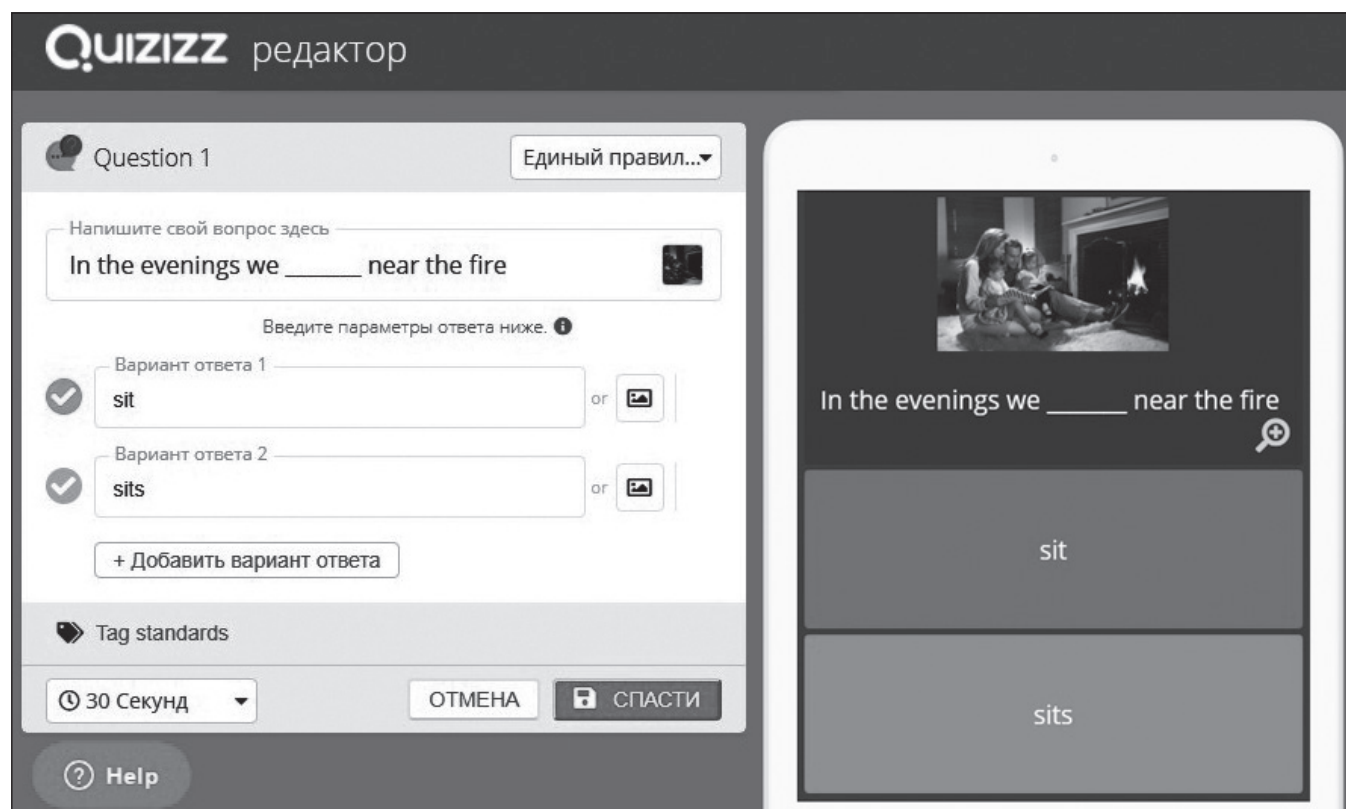 Quizizz редактор
Question 1
Единый правил...
Напишите свой вопрос здесь
In the evenings we ______ near the fire
Введите параметры ответа ниже.
Вариант ответа 1
sit
or
Вариант ответа 2
sits
or
+ Добавить вариант ответа
Tag standards
30 Секунд
ОТМЕНА
СПАСТИ
Help
In the evenings we ______ near the fire
sit
sits